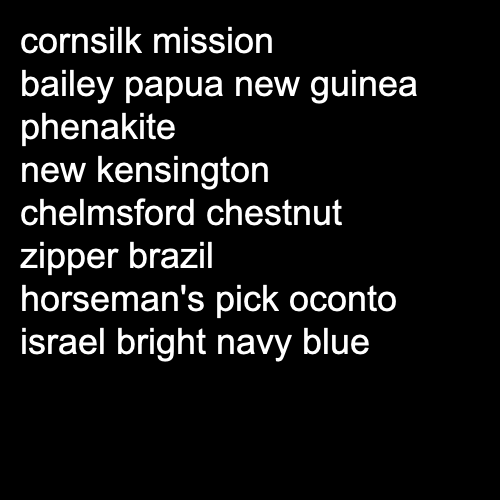 cornsilk mission
bailey papua new guinea
phenakite
new kensington
chelmsford chestnut
zipper brazil
horseman's pick oconto
israel bright navy blue